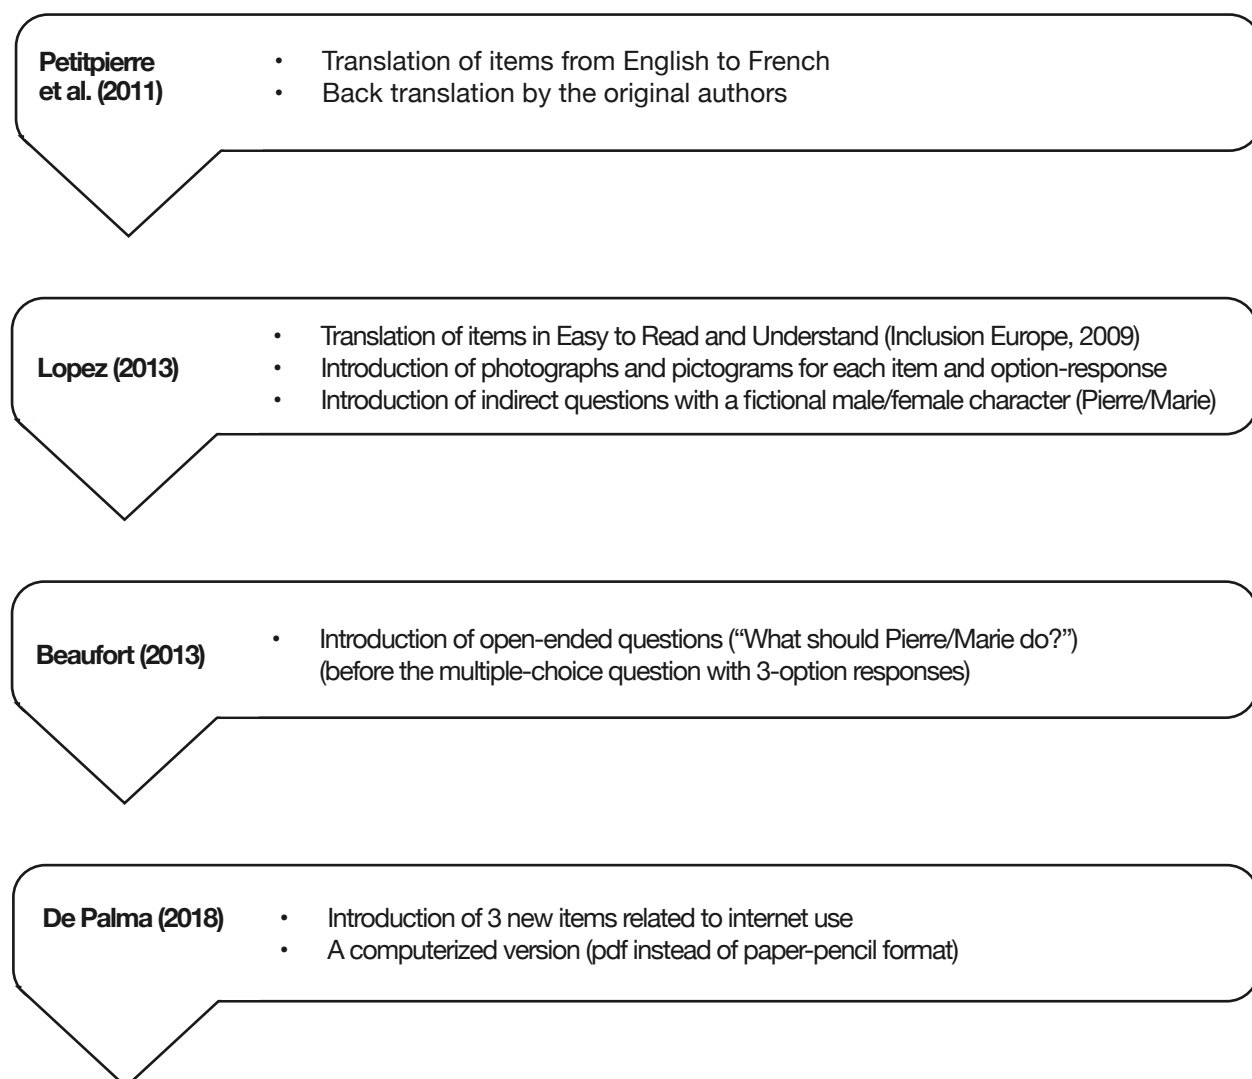 Petitpierre
et al. (2011)
• Translation of items from English to French
• Back translation by the original authors
Lopez (2013)
• Translation of items in Easy to Read and Understand (Inclusion Europe, 2009)
• Introduction of photographs and pictograms for each item and option-response
• Introduction of indirect questions with a fictional male/female character (Pierre/Marie)
Beaufort (2013)
• Introduction of open-ended questions (“What should Pierre/Marie do?”)
(before the multiple-choice question with 3-option responses)
De Palma (2018)
• Introduction of 3 new items related to internet use
• A computerized version (pdf instead of paper-pencil format)